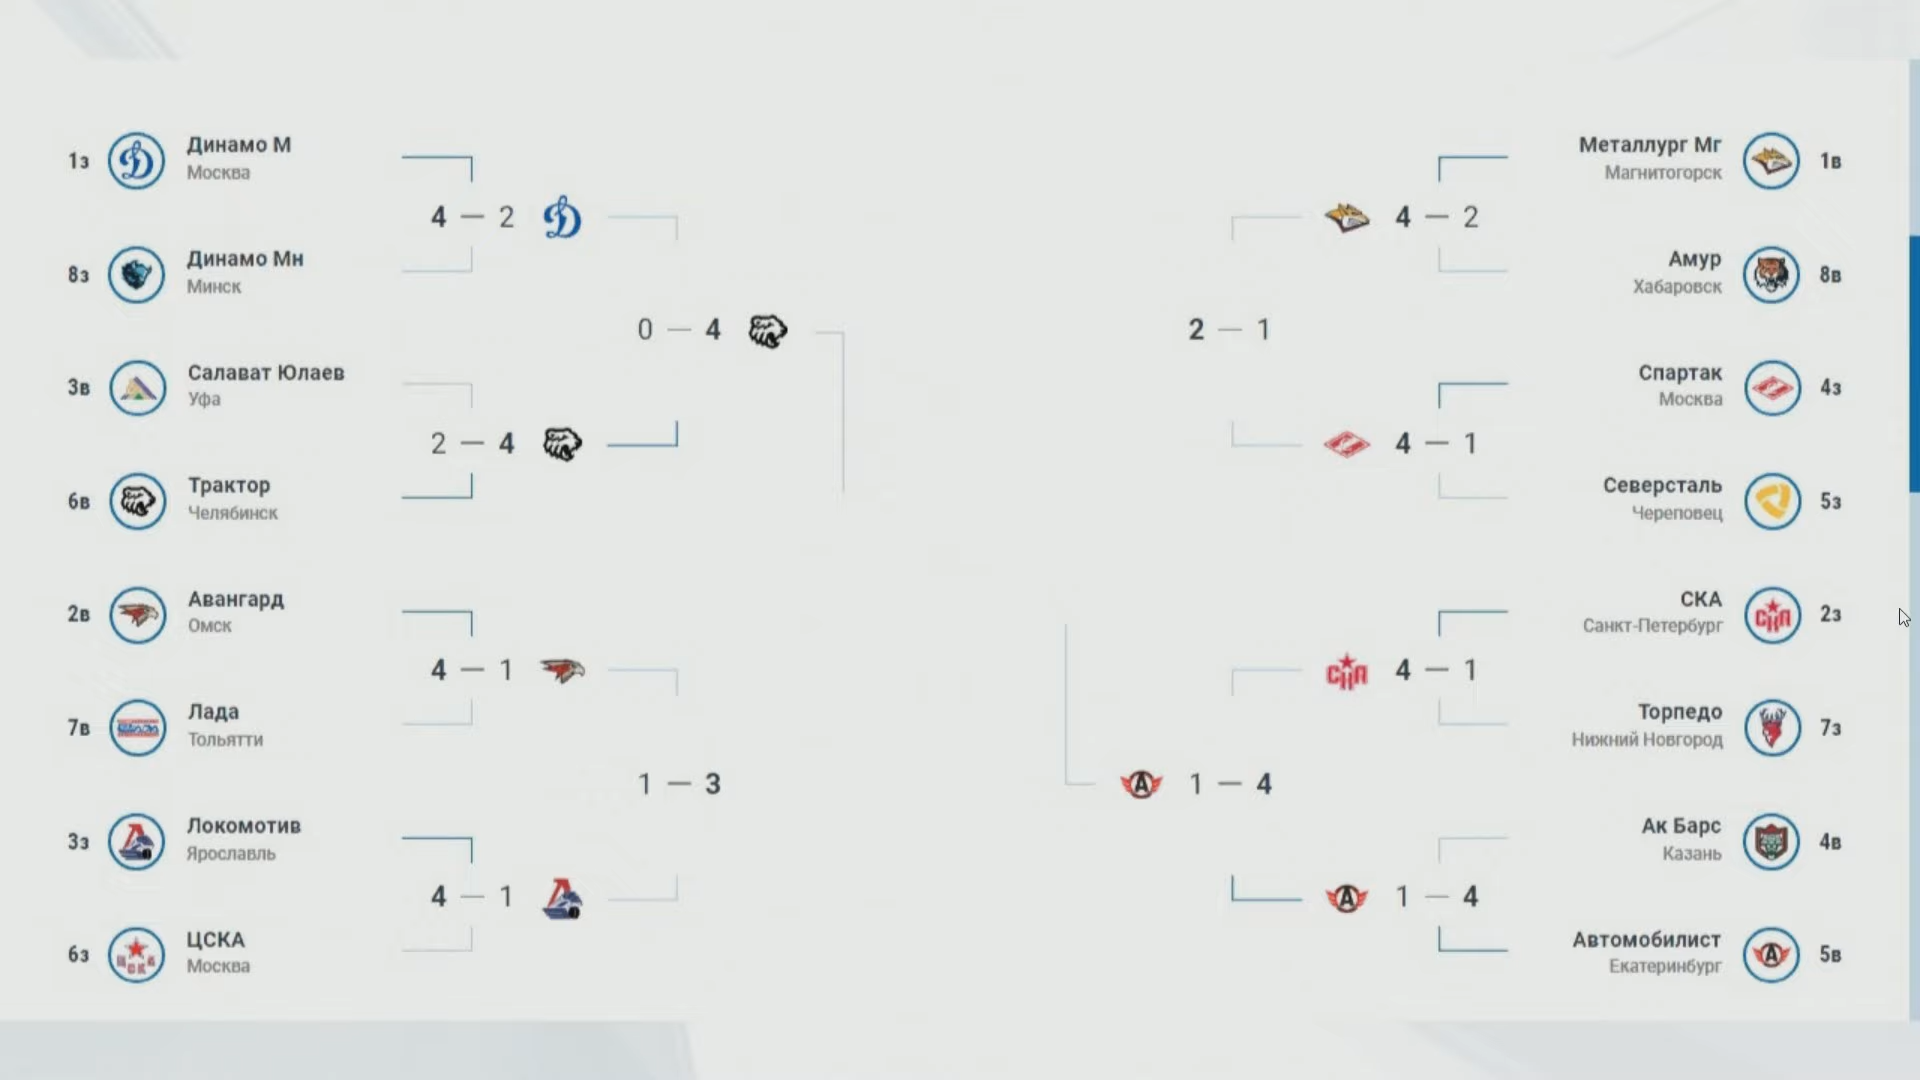 1з
Динамо М
Москва
4 — 2
8з
Динамо Мн
Минск
0 — 4
3в
Салават Юлаев
Уфа
2 — 4
6в
Трактор
Челябинск
2в
Авангард
Омск
4 — 1
7в
Лада
Тольятти
1 — 3
3з
Локомотив
Ярославль
4 — 1
6з
ЦСКА
Москва
Металлург Мг
Магнитогорск
1в
4 — 2
Амур
Хабаровск
8в
2 — 1
Спартак
Москва
4з
4 — 1
Северсталь
Череповец
5з
СКА
Санкт-Петербург
2з
4 — 1
Торпедо
Нижний Новгород
7з
1 — 4
Ак Барс
Казань
4в
1 — 4
Автомобилист
Екатеринбург
5в